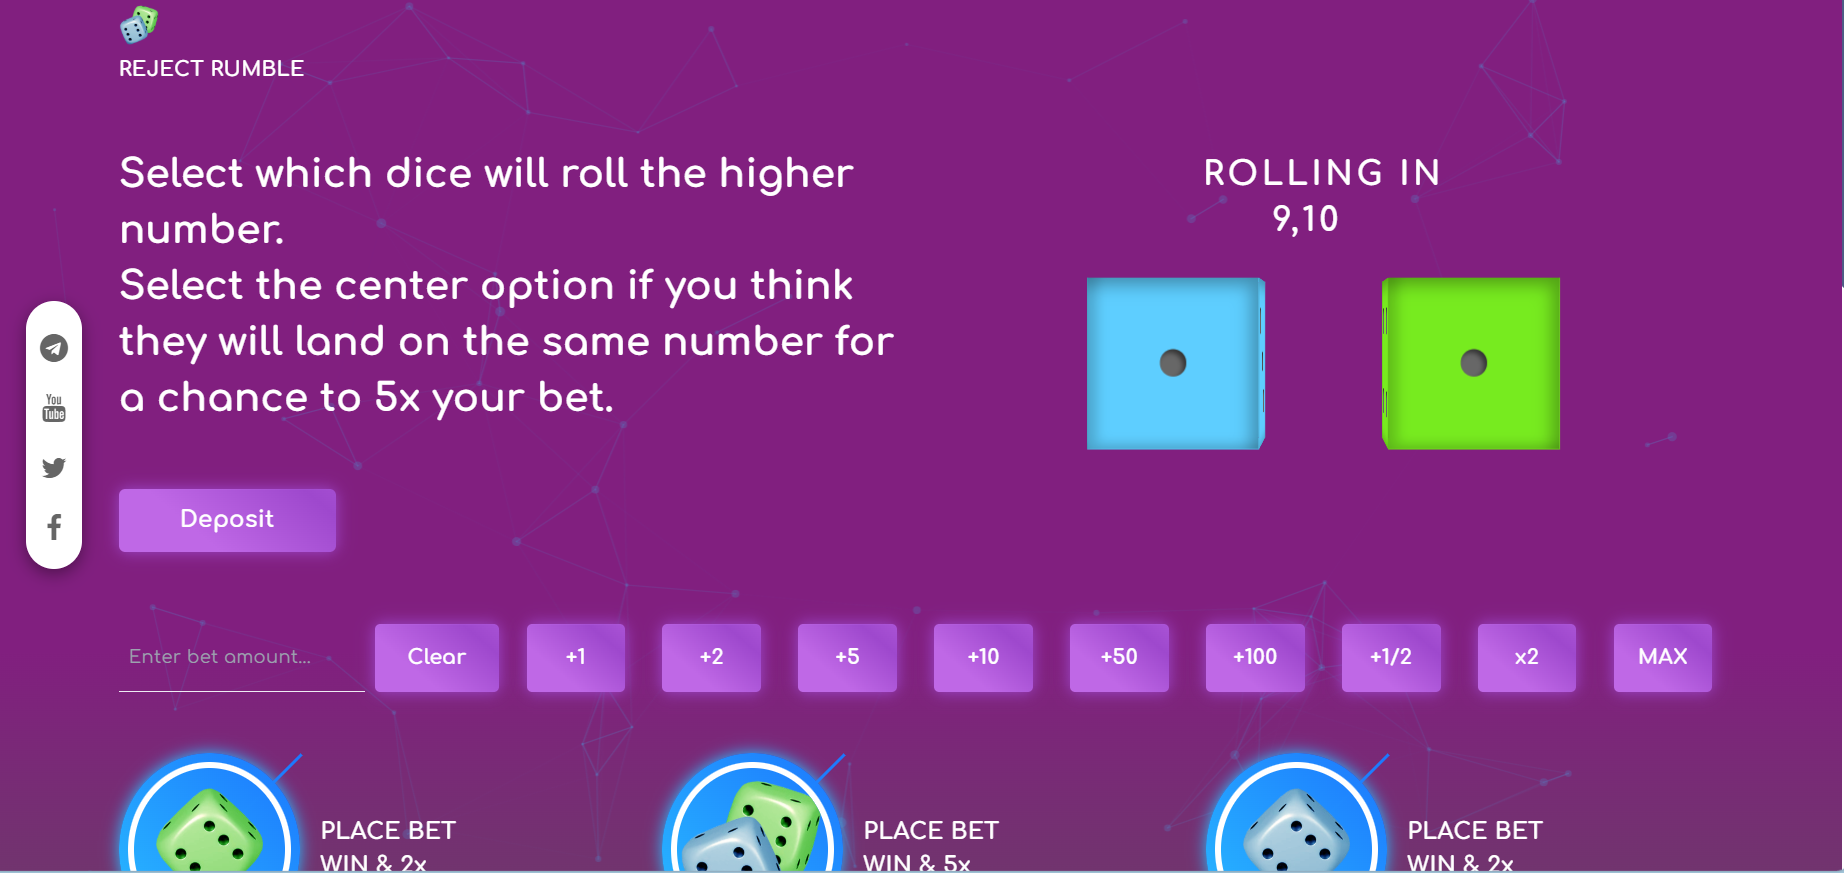 REJECT RUMBLE
Select which dice will roll the higher
number.
Select the center option if you think
they will land on the same number for
a chance to 5x your bet.
ROLLING IN
9,10
You
Tube
Deposit
Enter bet amount...
Clear
+1
+2
+5
+10
+50
+100
+1/2
x2
MAX
PLACE BET
WIN & 2x
PLACE BET
WIN & 5x
PLACE BET
WIN & 2x